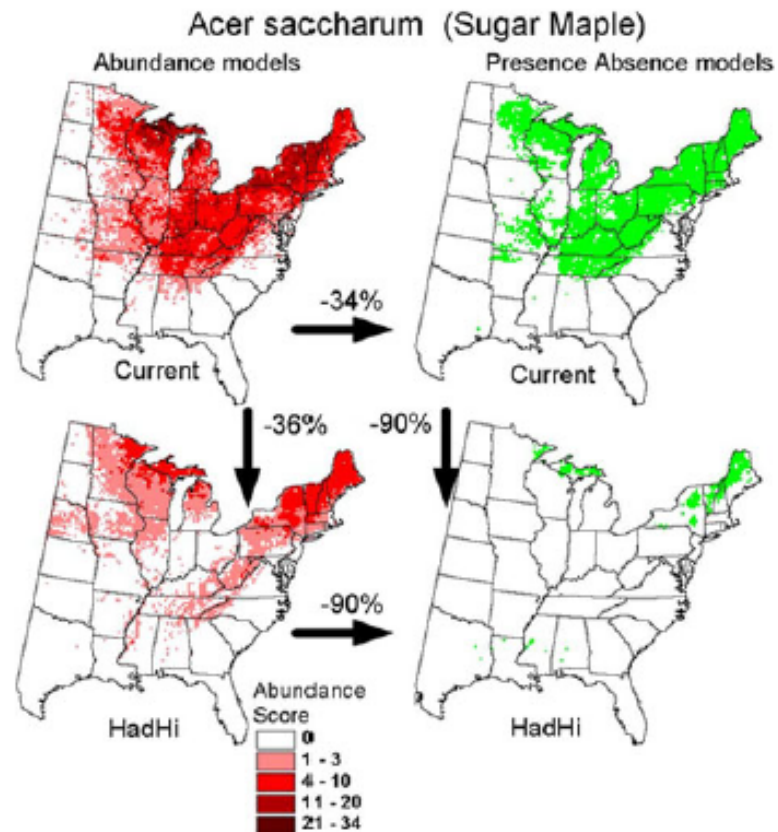 Acer saccharum (Sugar Maple)
Abundance models
Presence Absence models
-34%
Current
Current
-36%
-90%
-90%
HadHi
HadHi
Abundance
Score
0
1 - 3
4 - 10
11 - 20
21 - 34